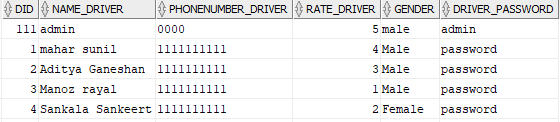 DID NAME_DRIVER PHONENUMBER_DRIVER RATE_DRIVER GENDER DRIVER_PASSWORD
111 admin 0000 5 male admin
1 mahar sunil 1111111111 4 Male password
2 Aditya Ganeshan 1111111111 3 Male password
3 Manoz rayal 1111111111 1 Male password
4 Sankala Sankeert 1111111111 2 Female password